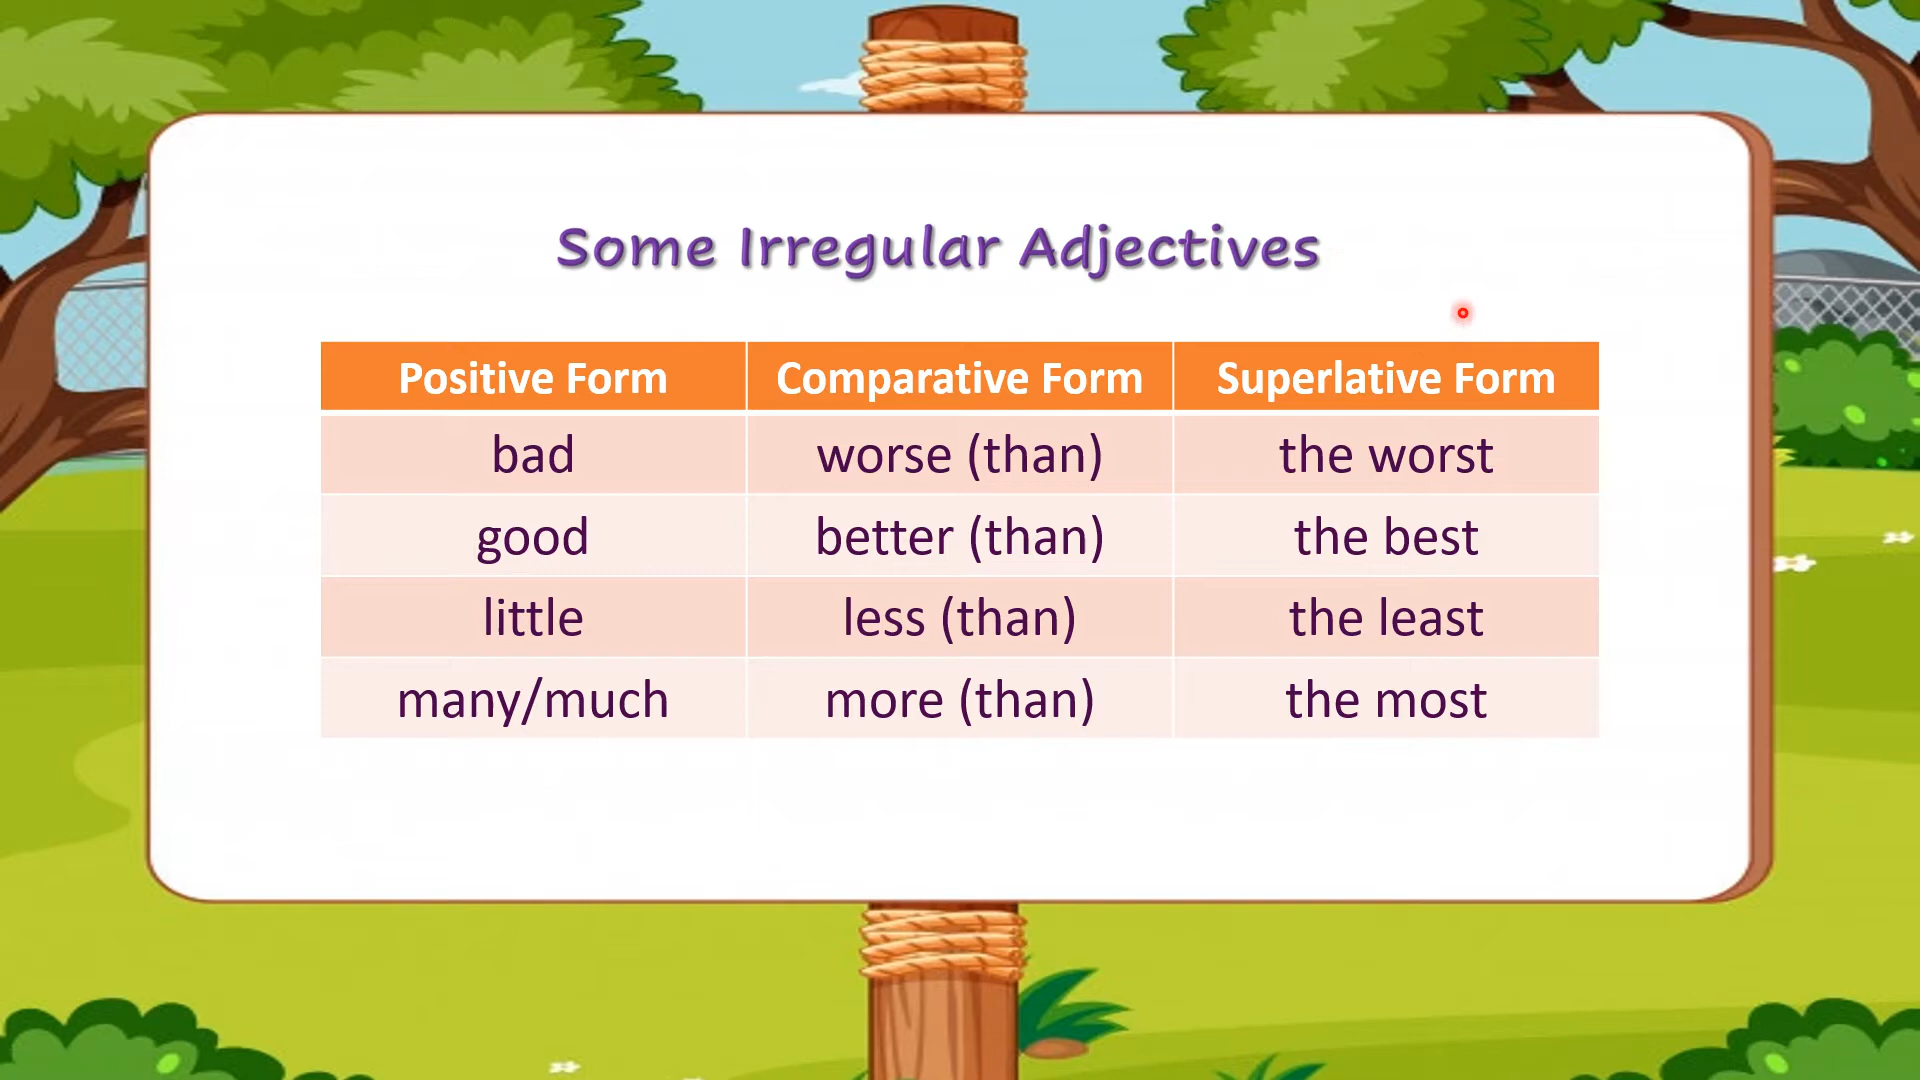 Some Irregular Adjectives
Positive Form Comparative Form Superlative Form
bad worse (than) the worst
good better (than) the best
little less (than) the least
many/much more (than) the most